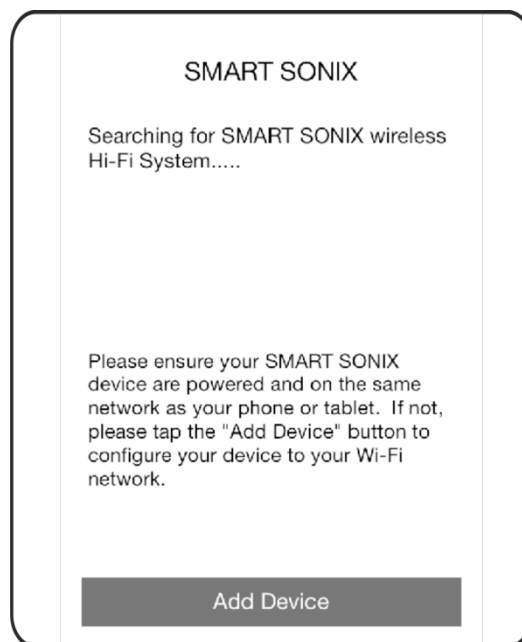 SMART SONIX
Searching for SMART SONIX wireless
Hi-Fi System.....
Please ensure your SMART SONIX
device are powered and on the same
network as your phone or tablet.  If not,
please tap the "Add Device" button to
configure your device to your Wi-Fi
network.
Add Device